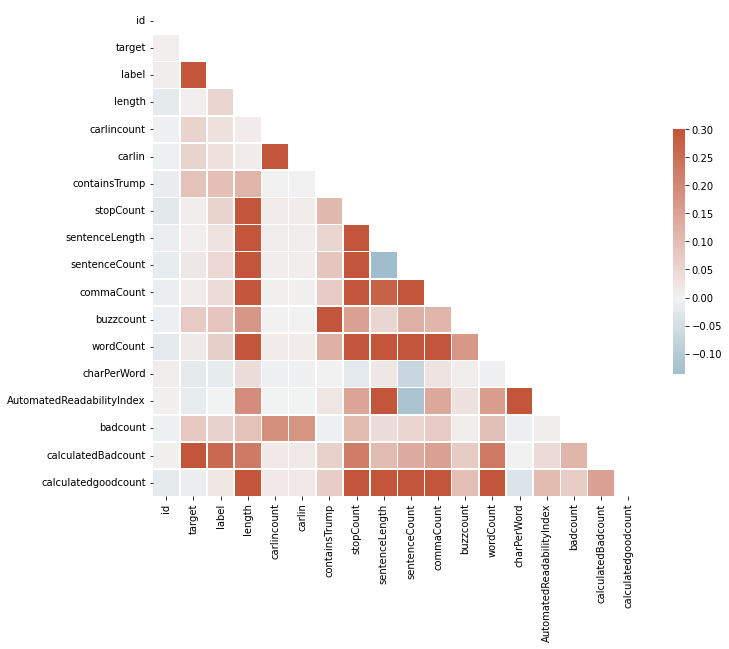 id
target
label
length
carlincount
carlin
containsTrump
stopCount
sentenceLength
sentenceCount
commaCount
buzzcount
wordCount
charPerWord
AutomatedReadabilityIndex
badcount
calculatedBadcount
calculatedgoodcount
id
target
label
length
carlincount
carlin
containsTrump
stopCount
sentenceLength
sentenceCount
commaCount
buzzcount
wordCount
charPerWord
AutomatedReadabilityIndex
badcount
calculatedBadcount
calculatedgoodcount
0.30
0.25
0.20
0.15
0.10
0.05
0.00
−0.05
−0.10